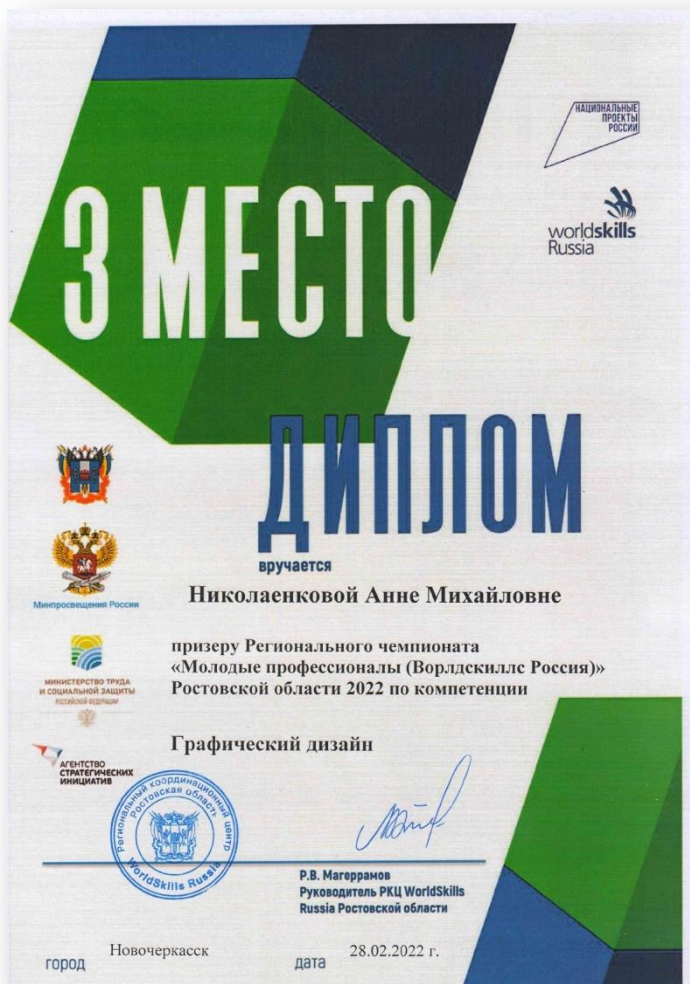 НАЦИОНАЛЬНЫЕ
ПРОЕКТЫ
РОССИИ
worldskills
Russia
3 МЕСТО
ДИПЛОМ
вручается
Николаенковой Анне Михайловне
Минпросвещения России
призеру Регионального чемпионата
«Молодые профессионалы (Ворлдскиллс Россия)»
Ростовской области 2022 по компетенции
МИНИСТЕРСТВО ТРУДА
И СОЦИАЛЬНОЙ ЗАЩИТЫ
РОССИЙСКОЙ ФЕДЕРАЦИИ
Графический дизайн
АГЕНТСТВО
СТРАТЕГИЧЕСКИХ
ИНИЦИАТИВ
Региональный координационный центр
Ростовская область
WorldSkills Russia
Р.В. Магеррамов
Руководитель РКЦ WorldSkills
Russia Ростовской области
город Новочеркасск дата 28.02.2022 г.